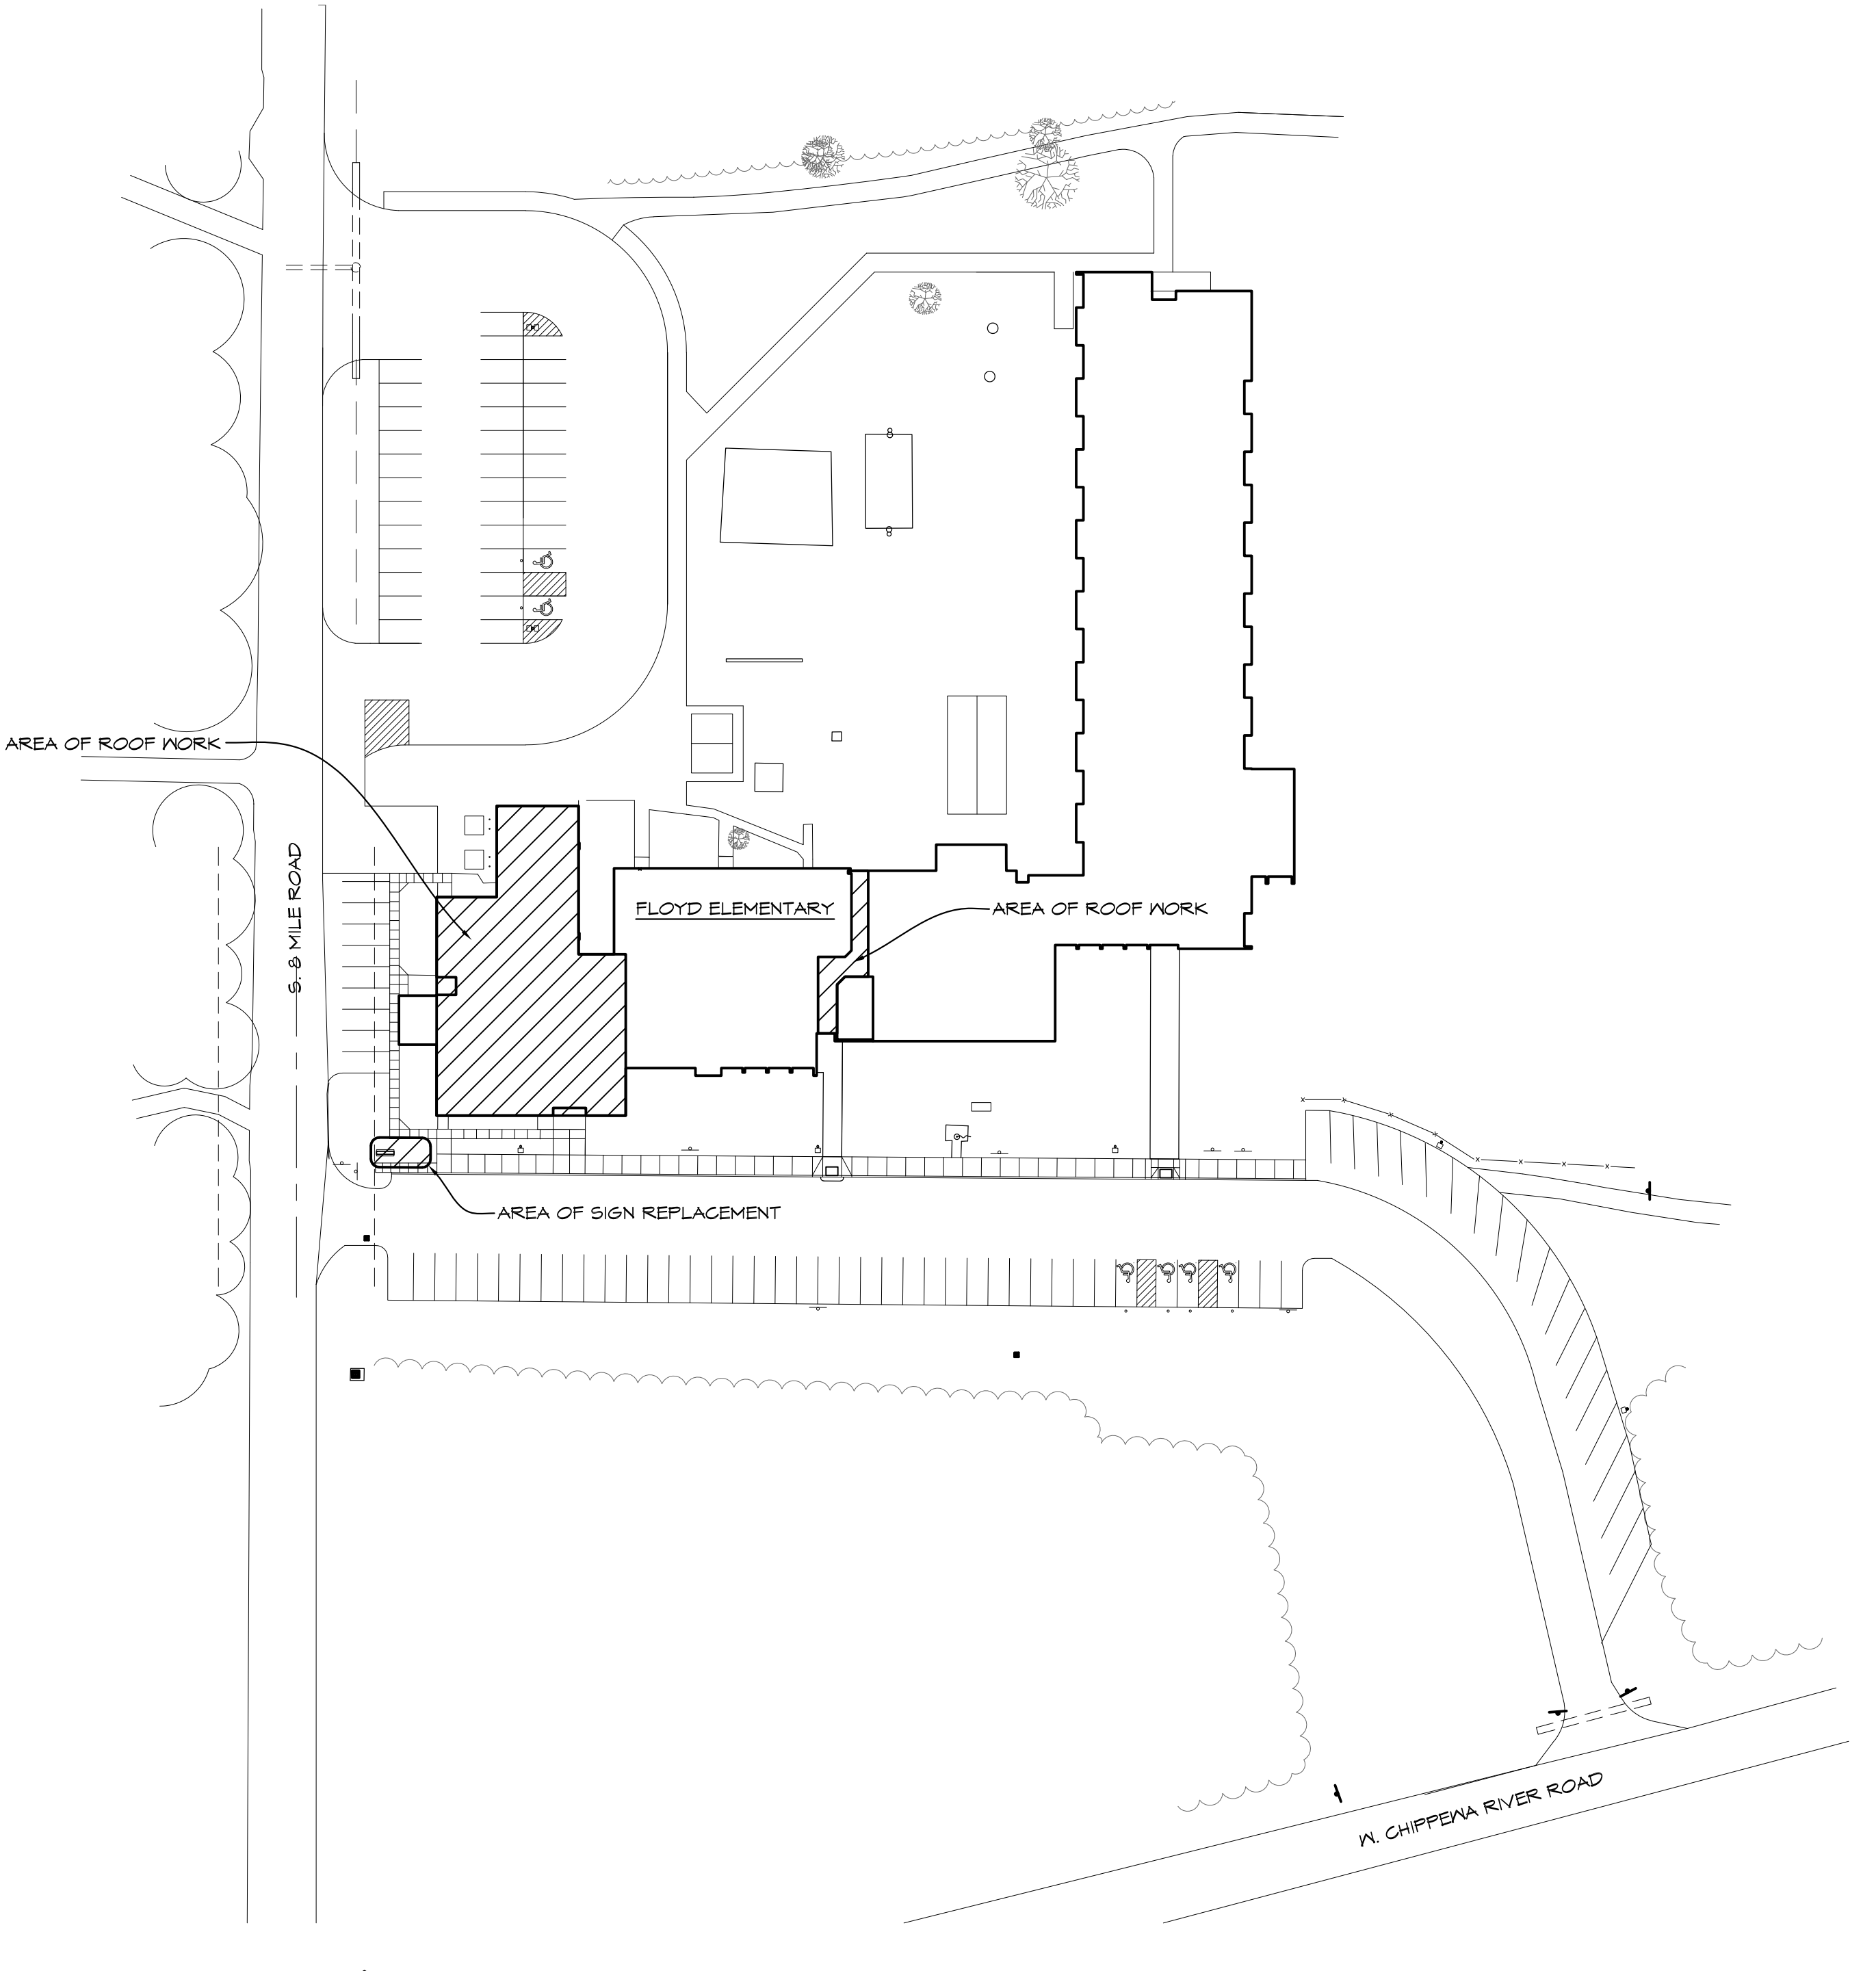 AREA OF ROOF WORK
S. 8 MILE ROAD
FLOYD ELEMENTARY
AREA OF ROOF WORK
AREA OF SIGN REPLACEMENT
W. CHIPPEWA RIVER ROAD